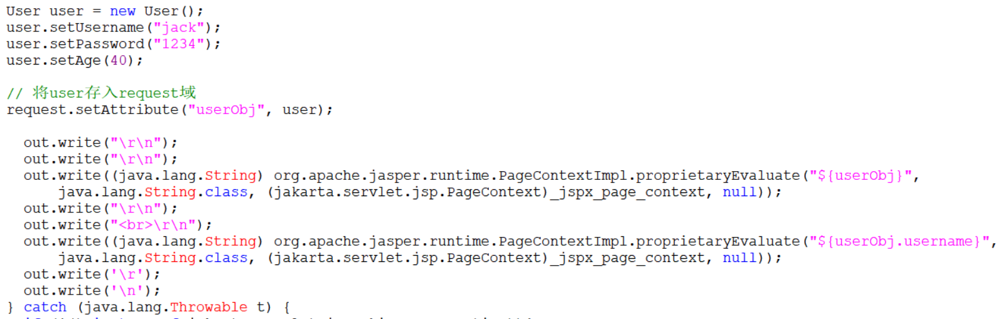 User user = new User();
user.setUsername("jack");
user.setPassword("1234");
user.setAge(40);
// 将user存入request域
request.setAttribute("userObj", user);
out.write("\r\n");
out.write("\r\n");
out.write((java.lang.String) org.apache.jasper.runtime.PageContextImpl.proprietaryEvaluate("${userObj}",
java.lang.String.class, (jakarta.servlet.jsp.PageContext)_jspx_page_context, null));
out.write("\r\n");
out.write("<br>\r\n");
out.write((java.lang.String) org.apache.jasper.runtime.PageContextImpl.proprietaryEvaluate("${userObj.username}",
java.lang.String.class, (jakarta.servlet.jsp.PageContext)_jspx_page_context, null));
out.write('\r');
out.write('\n');
} catch (java.lang.Throwable t) {